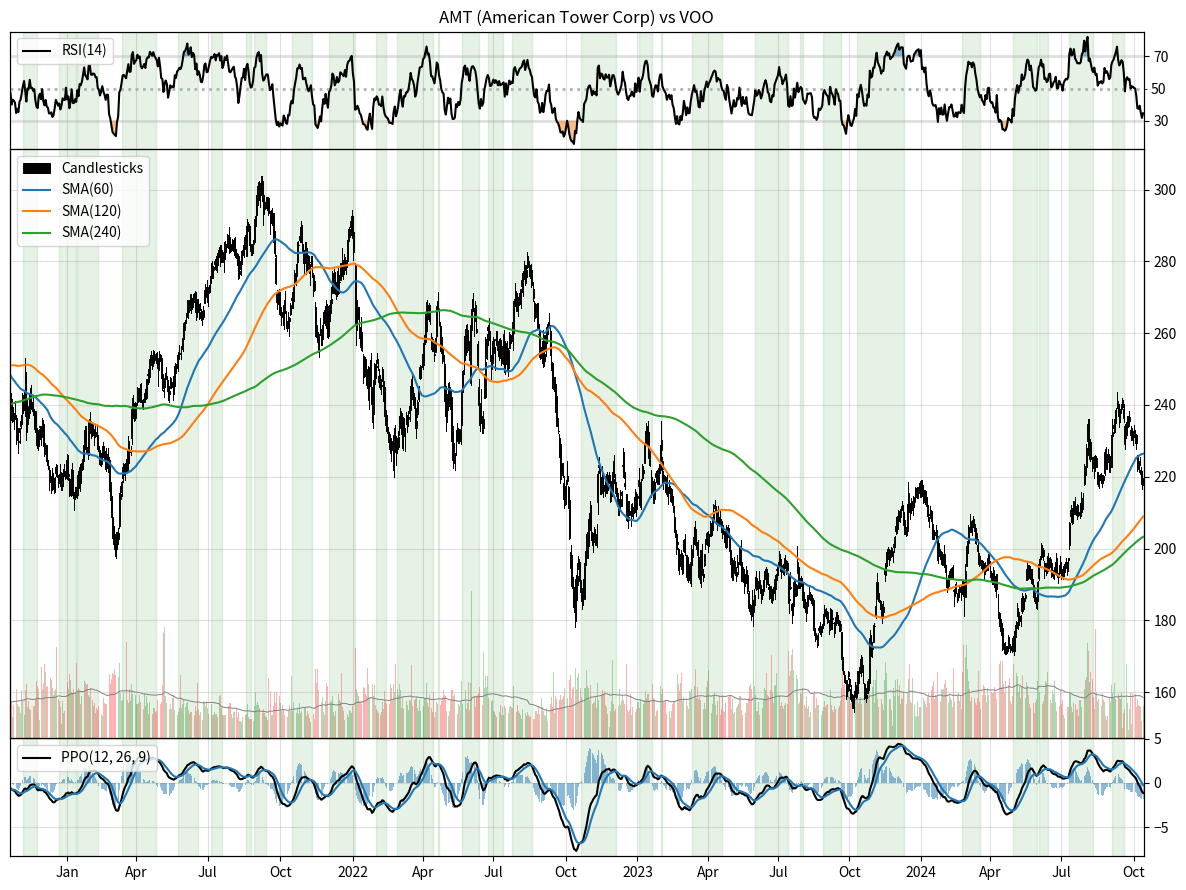 AMT (American Tower Corp) vs VOO
RSI(14)
70
50
30
Candlesticks
SMA(60)
SMA(120)
SMA(240)
300
280
260
240
220
200
180
160
PPO(12, 26, 9)
5
0
−5
Jan Apr Jul Oct 2022 Apr Jul Oct 2023 Apr Jul Oct 2024 Apr Jul Oct